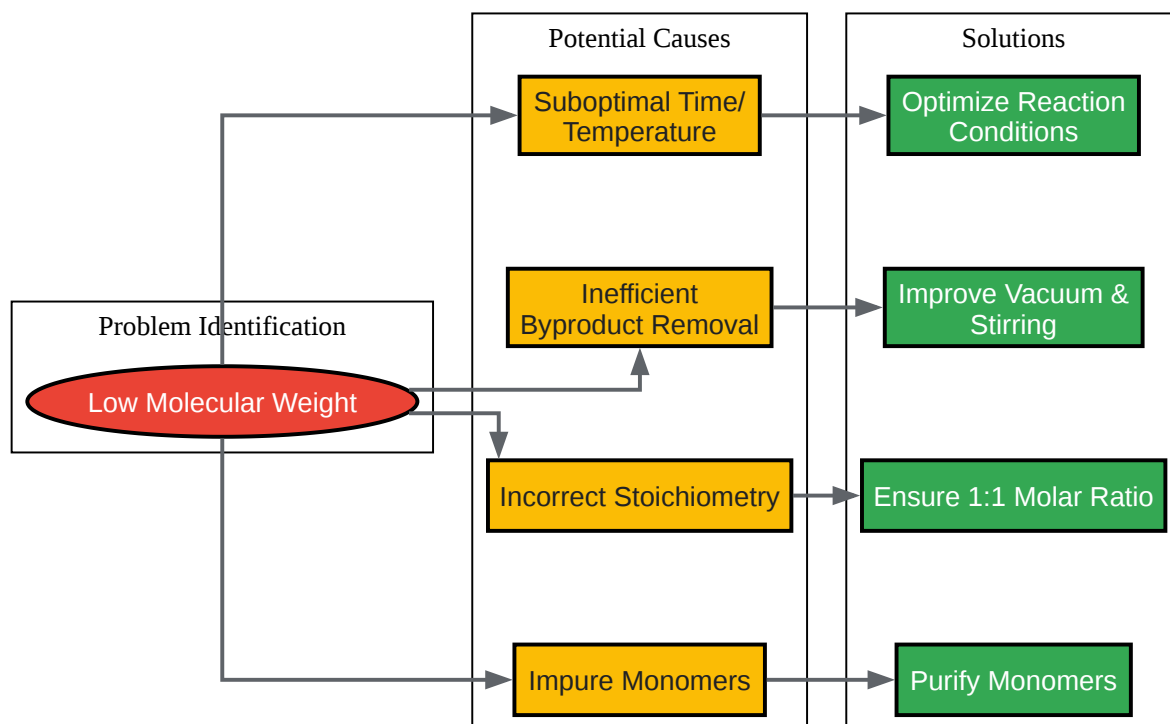 Potential Causes
Solutions
Suboptimal Time/
Temperature
Optimize Reaction
Conditions
Problem Identification
Low Molecular Weight
Inefficient
Byproduct Removal
Improve Vacuum &
Stirring
Incorrect Stoichiometry
Ensure 1:1 Molar Ratio
Impure Monomers
Purify Monomers